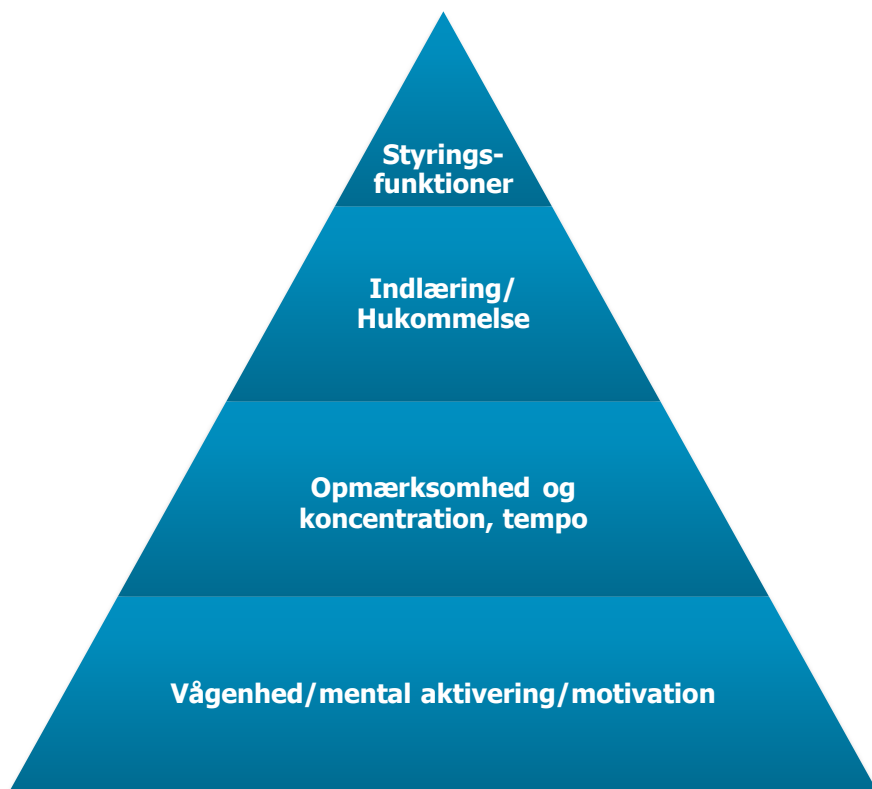 Styrings-
funktioner
Indlæring/
Hukommelse
Opmærksomhed og
koncentration, tempo
Vågenhed/mental aktivering/motivation